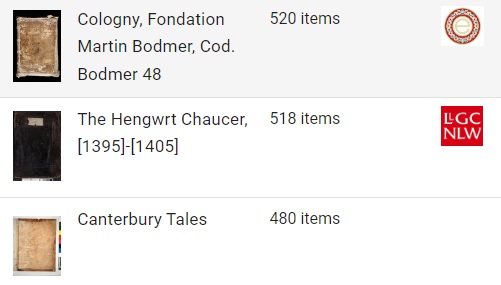 Cologny, Fondation
Martin Bodmer, Cod.
Bodmer 48
520 items
The Hengwrt Chaucer,
[1395]-[1405]
518 items
LLGC
NLW
Canterbury Tales
480 items